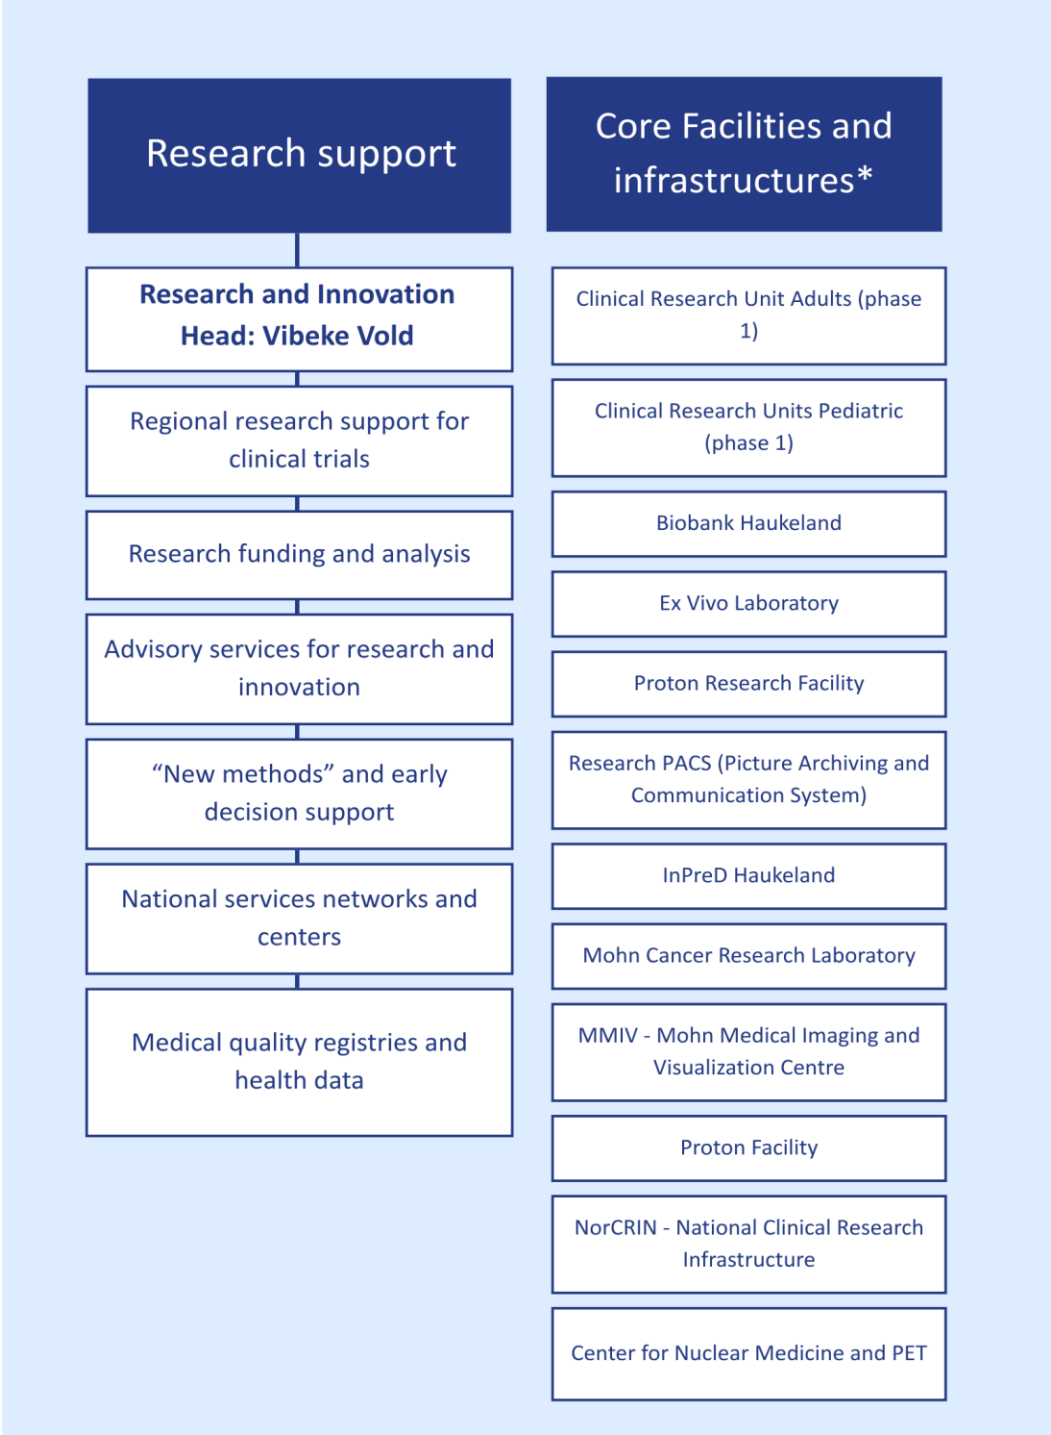 Research support
Research and Innovation
Head: Vibeke Vold
Regional research support for
clinical trials
Research funding and analysis
Advisory services for research and
innovation
“New methods” and early
decision support
National services networks and
centers
Medical quality registries and
health data
Core Facilities and
infrastructures*
Clinical Research Unit Adults (phase
1)
Clinical Research Units Pediatric
(phase 1)
Biobank Haukeland
Ex Vivo Laboratory
Proton Research Facility
Research PACS (Picture Archiving and
Communication System)
InPreD Haukeland
Mohn Cancer Research Laboratory
MMIV - Mohn Medical Imaging and
Visualization Centre
Proton Facility
NorCRIN - National Clinical Research
Infrastructure
Center for Nuclear Medicine and PET